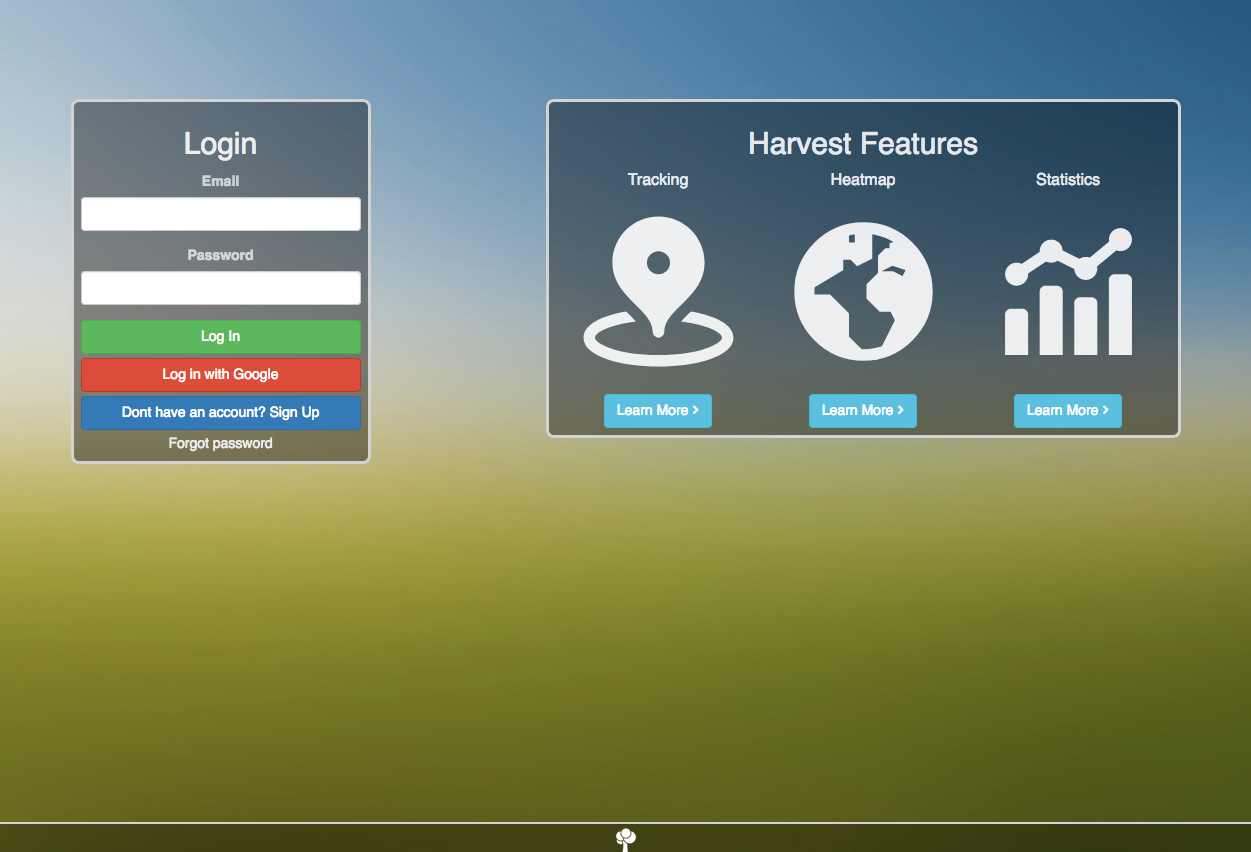 Login
Email
Password
Log In
Log in with Google
Dont have an account? Sign Up
Forgot password
Harvest Features
Tracking
Heatmap
Statistics
Learn More
Learn More
Learn More